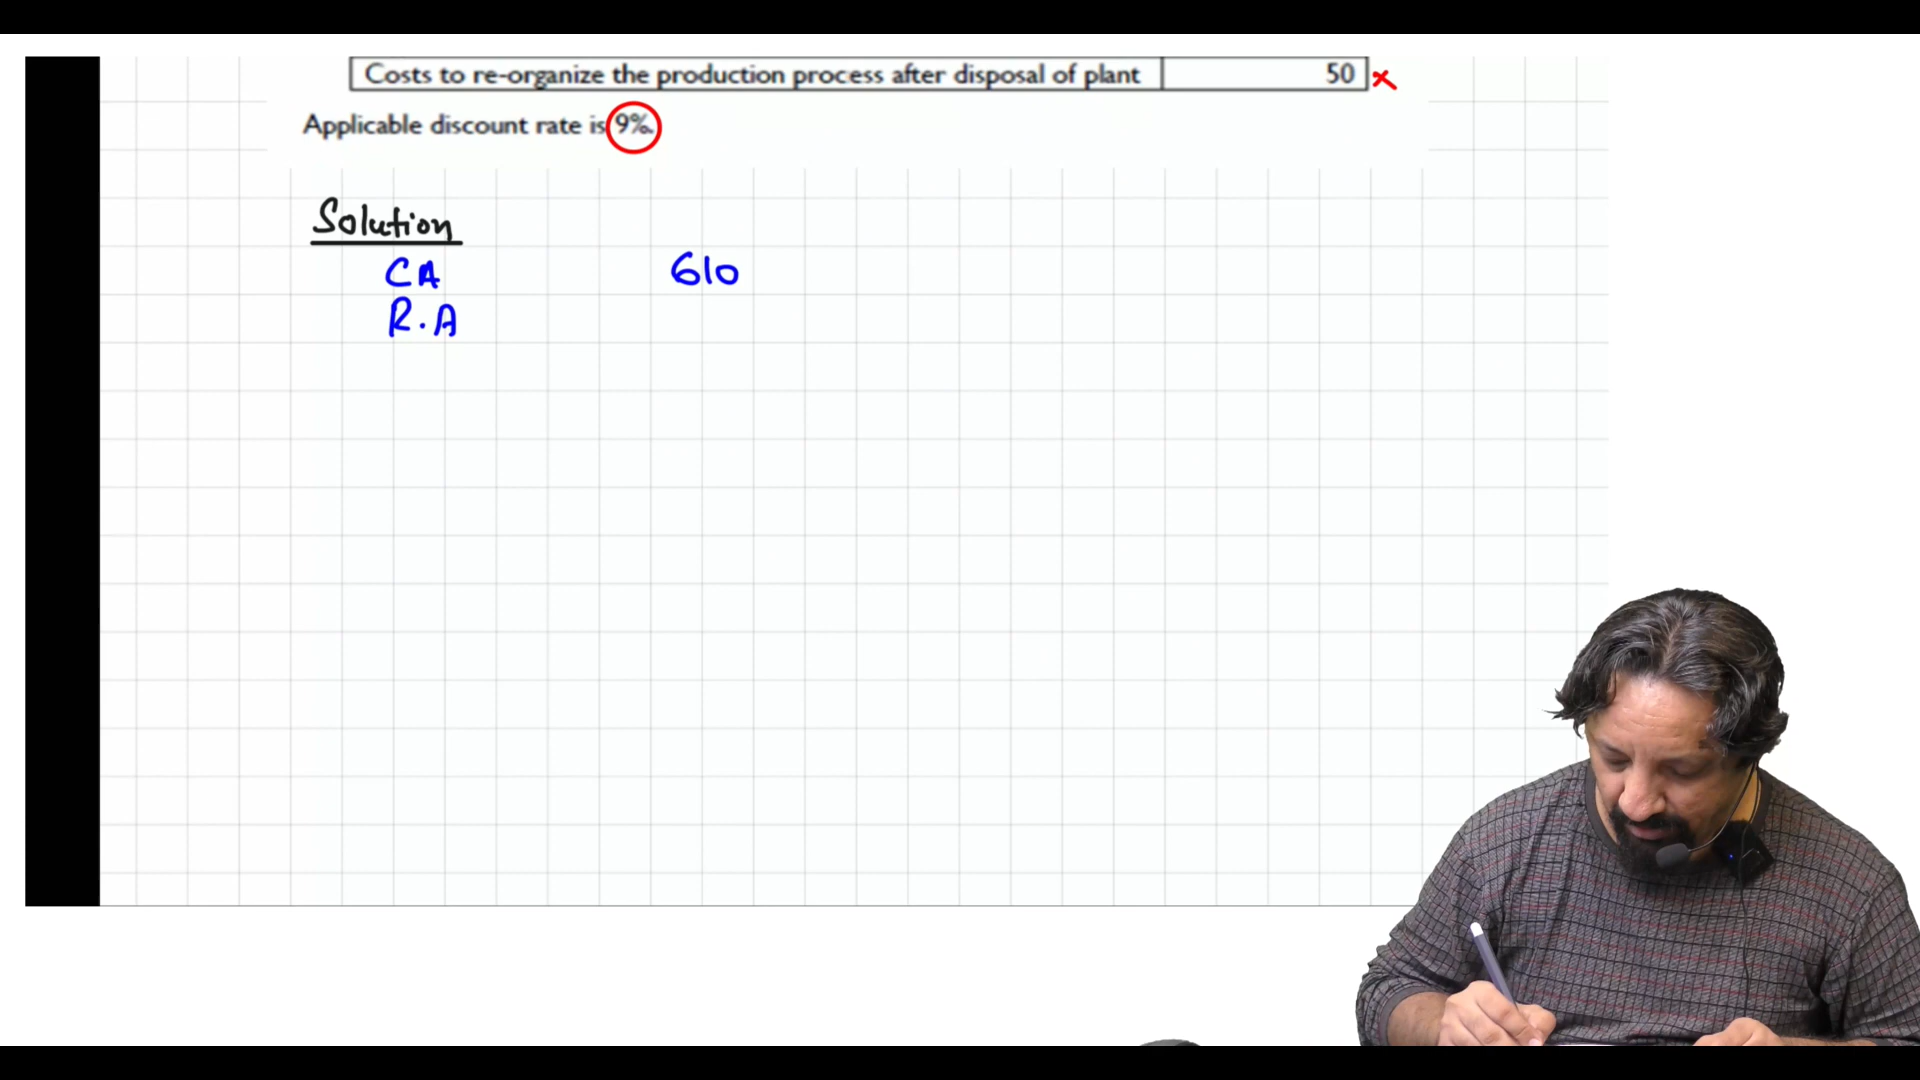 Costs to re-organize the production process after disposal of plant 50 ×
Applicable discount rate is 9%.
Solution
CA 610
R.A